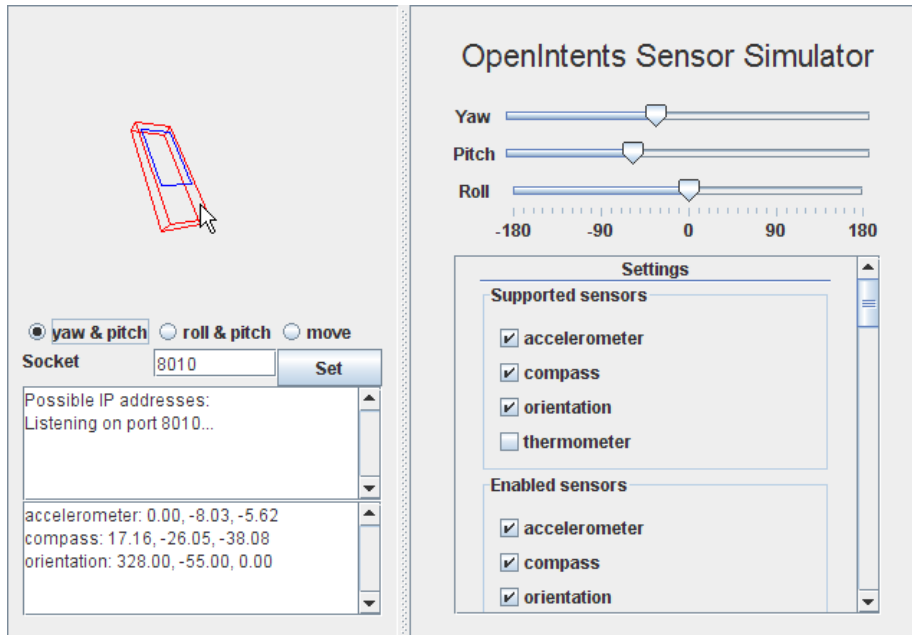 yaw & pitch roll & pitch move
Socket 8010 Set
Possible IP addresses:
Listening on port 8010...
accelerometer: 0.00, -8.03, -5.62
compass: 17.16, -26.05, -38.08
orientation: 328.00, -55.00, 0.00
OpenIntents Sensor Simulator
Yaw
Pitch
Roll
-180 -90 0 90 180
Settings
Supported sensors
accelerometer
compass
orientation
thermometer
Enabled sensors
accelerometer
compass
orientation